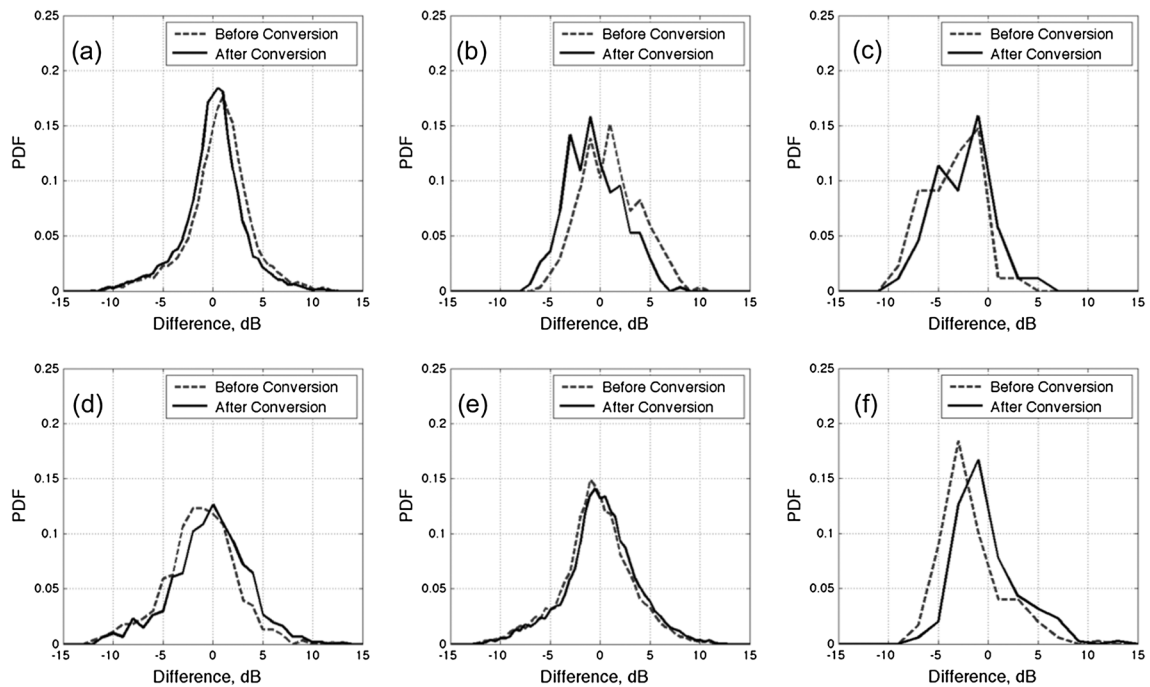 (a)
Before Conversion
After Conversion
0.25
0.2
0.15
0.1
0.05
0
PDF
-15 -10 -5 0 5 10 15
Difference, dB
(b)
Before Conversion
After Conversion
0.25
0.2
0.15
0.1
0.05
0
PDF
-15 -10 -5 0 5 10 15
Difference, dB
(c)
Before Conversion
After Conversion
0.25
0.2
0.15
0.1
0.05
0
PDF
-15 -10 -5 0 5 10 15
Difference, dB
(d)
Before Conversion
After Conversion
0.25
0.2
0.15
0.1
0.05
0
PDF
-15 -10 -5 0 5 10 15
Difference, dB
(e)
Before Conversion
After Conversion
0.25
0.2
0.15
0.1
0.05
0
PDF
-15 -10 -5 0 5 10 15
Difference, dB
(f)
Before Conversion
After Conversion
0.25
0.2
0.15
0.1
0.05
0
PDF
-15 -10 -5 0 5 10 15
Difference, dB